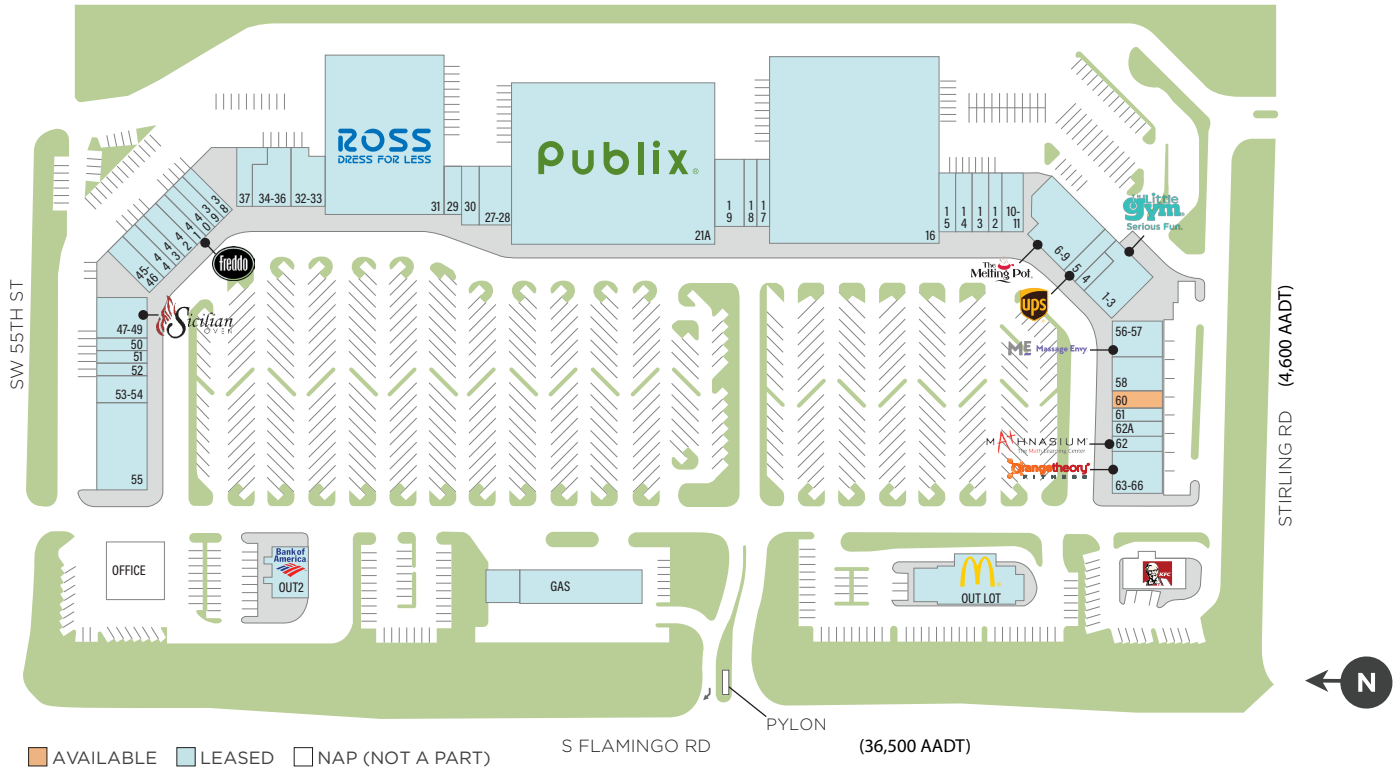 ROSS
DRESS FOR LESS
Publix®
37
34-36
32-33
31
29
30
27-28
21A
19
18
17
16
15
14
13
12
10-
11
The Little
gym®
Serious Fun.
38
39
40
41
42
43
44
45-
46
freddo
The
Melting Pot®
6-9
5
4
1-3
ups
Sicilian
OVEN
47-49
50
51
52
53-54
55
ME Massage Envy
56-57
58
60
61
62A
62
63-66
MATHNASIUM
The Math Learning Center
Orangetheory®
FITNESS
SW 55TH ST
STIRLING RD (4,600 AADT)
OFFICE
Bank of
America
OUT2
GAS
OUT LOT
KFC
N
PYLON
S FLAMINGO RD (36,500 AADT)
AVAILABLE LEASED NAP (NOT A PART)